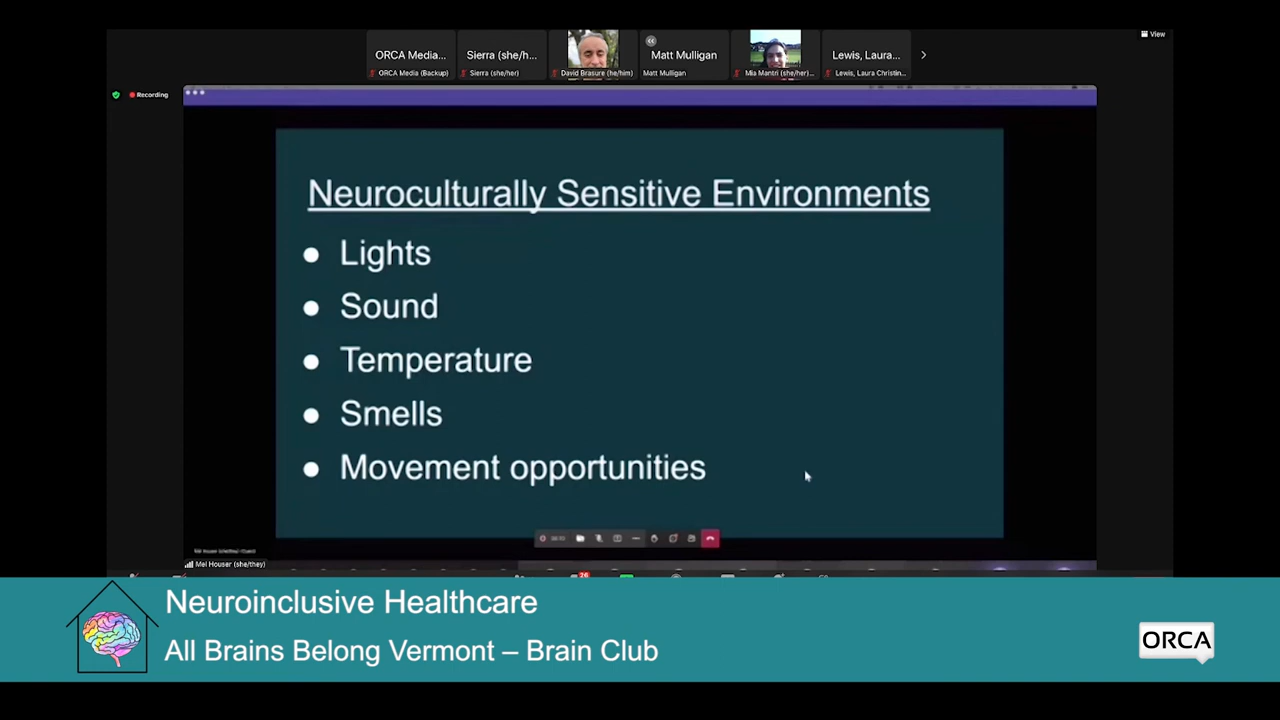 View
ORCA Media...
Sierra (she/h...
Matt Mulligan
Lewis, Laura...
ORCA Media (Backup)
Sierra (she/her)
David Brasure (he/him)
Matt Mulligan
Mia Mantri (she/her)...
Lewis, Laura Christin...
Recording
Neuroculturally Sensitive Environments
● Lights
● Sound
● Temperature
● Smells
● Movement opportunities
Mel Houser (she/they)
26
Neuroinclusive Healthcare
All Brains Belong Vermont – Brain Club
ORCA